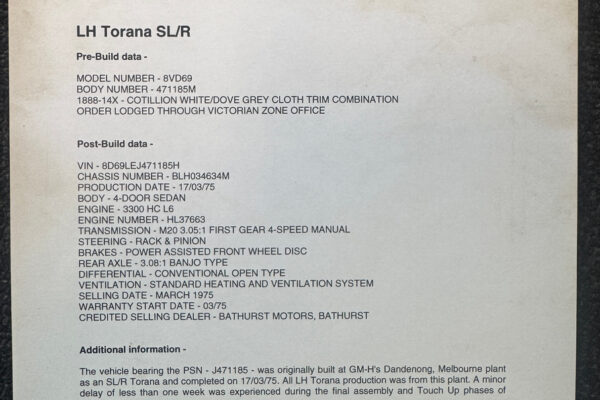 LH Torana SL/R
Pre-Build data -
MODEL NUMBER - 8VD69
BODY NUMBER - 471185M
1888-14X - COTILLION WHITE/DOVE GREY CLOTH TRIM COMBINATION
ORDER LODGED THROUGH VICTORIAN ZONE OFFICE
Post-Build data -
VIN - 8D69LEJ471185H
CHASSIS NUMBER - BLH034634M
PRODUCTION DATE - 17/03/75
BODY - 4-DOOR SEDAN
ENGINE - 3300 HC L6
ENGINE NUMBER - HL37663
TRANSMISSION - M20 3.05:1 FIRST GEAR 4-SPEED MANUAL
STEERING - RACK & PINION
BRAKES - POWER ASSISTED FRONT WHEEL DISC
REAR AXLE - 3.08:1 BANJO TYPE
DIFFERENTIAL - CONVENTIONAL OPEN TYPE
VENTILATION - STANDARD HEATING AND VENTILATION SYSTEM
SELLING DATE - MARCH 1975
WARRANTY START DATE - 03/75
CREDITED SELLING DEALER - BATHURST MOTORS, BATHURST
Additional information -
The vehicle bearing the PSN - J471185 - was originally built at GM-H's Dandenong, Melbourne plant
as an SL/R Torana and completed on 17/03/75. All LH Torana production was from this plant. A minor
delay of less than one week was experienced during the final assembly and Touch Up phases of